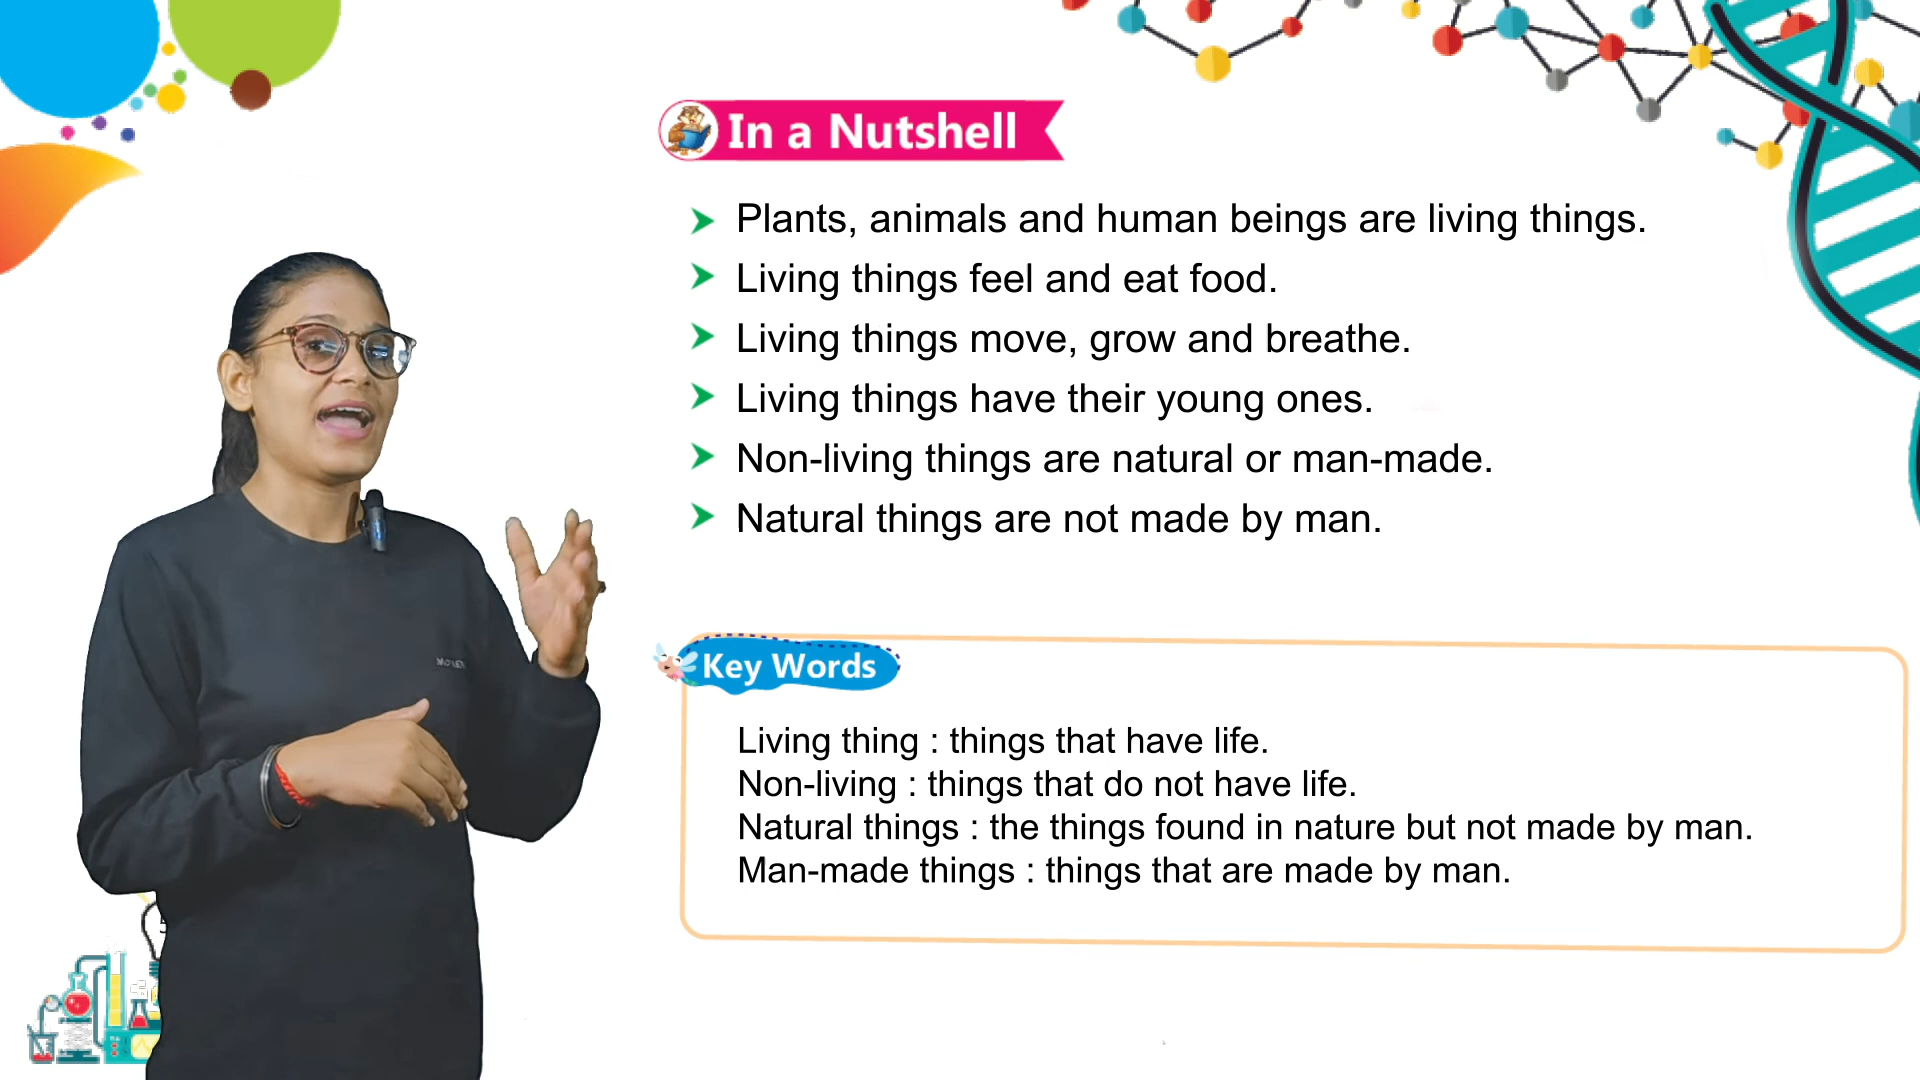 In a Nutshell
Plants, animals and human beings are living things.
Living things feel and eat food.
Living things move, grow and breathe.
Living things have their young ones.
Non-living things are natural or man-made.
Natural things are not made by man.
Key Words
Living thing : things that have life.
Non-living : things that do not have life.
Natural things : the things found in nature but not made by man.
Man-made things : things that are made by man.